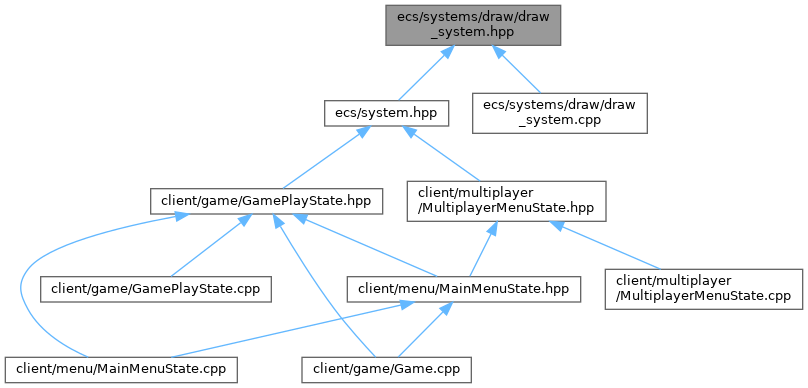 ecs/systems/draw/draw
_system.hpp
ecs/system.hpp
ecs/systems/draw/draw
_system.cpp
client/game/GamePlayState.hpp
client/multiplayer
/MultiplayerMenuState.hpp
client/game/GamePlayState.cpp
client/menu/MainMenuState.hpp
client/multiplayer
/MultiplayerMenuState.cpp
client/menu/MainMenuState.cpp
client/game/Game.cpp